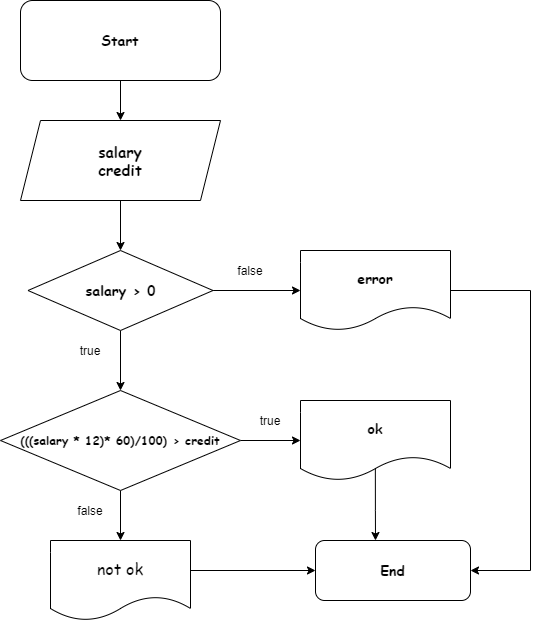 Start
salary
credit
salary > 0
false
error
true
(((salary * 12)* 60)/100) > credit
true
ok
false
not ok
End